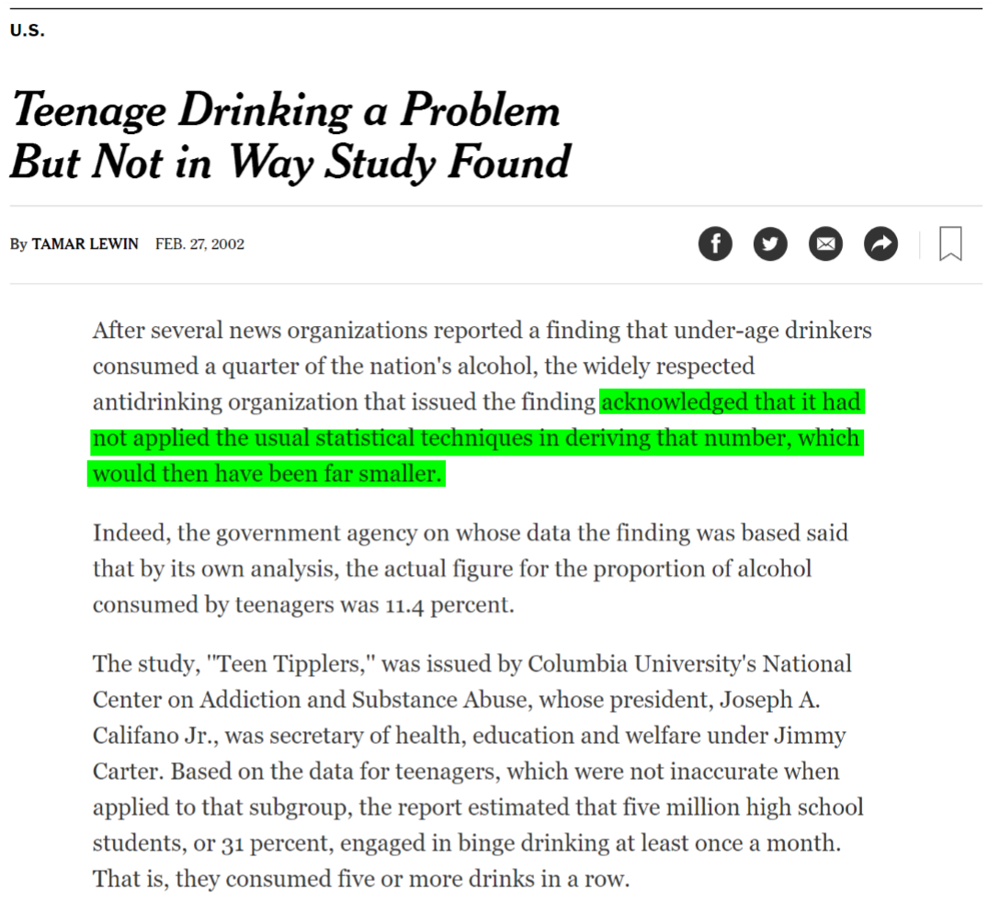 U.S.
Teenage Drinking a Problem
But Not in Way Study Found
By TAMAR LEWIN FEB. 27, 2002
After several news organizations reported a finding that under-age drinkers
consumed a quarter of the nation's alcohol, the widely respected
antidrinking organization that issued the finding acknowledged that it had
not applied the usual statistical techniques in deriving that number, which
would then have been far smaller.
Indeed, the government agency on whose data the finding was based said
that by its own analysis, the actual figure for the proportion of alcohol
consumed by teenagers was 11.4 percent.
The study, ''Teen Tipplers,'' was issued by Columbia University's National
Center on Addiction and Substance Abuse, whose president, Joseph A.
Califano Jr., was secretary of health, education and welfare under Jimmy
Carter. Based on the data for teenagers, which were not inaccurate when
applied to that subgroup, the report estimated that five million high school
students, or 31 percent, engaged in binge drinking at least once a month.
That is, they consumed five or more drinks in a row.